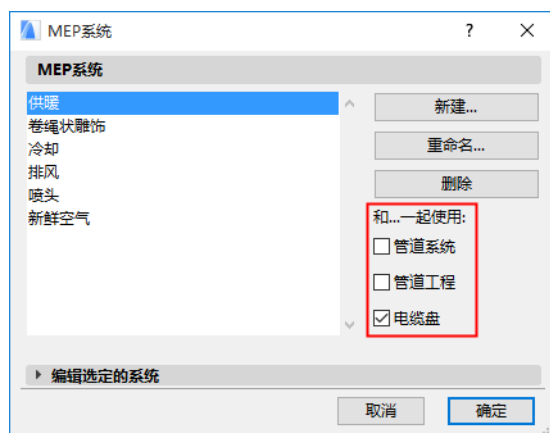 MEP系统
?
MEP系统
供暖
卷绳状雕饰
冷却
排风
喷头
新鲜空气
新建...
重命名...
删除
和...一起使用:
管道系统
管道工程
电缆盘
编辑选定的系统
取消
确定